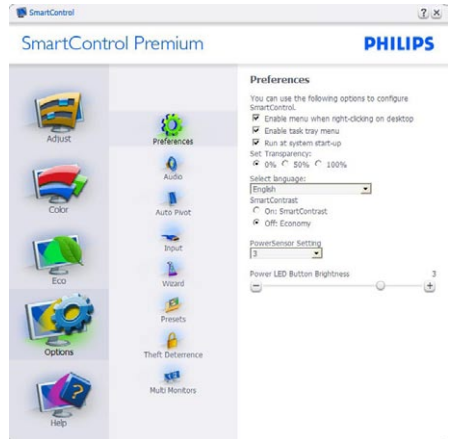 SmartControl
SmartControl Premium
PHILIPS
Adjust
Color
Eco
Options
Help
Preferences
Audio
Auto Pivot
Input
Wizard
Presets
Theft Deterrence
Multi Monitors
Preferences
You can use the following options to configure
SmartControl.
Enable menu when right-clicking on desktop
Enable task tray menu
Run at system start-up
Set Transparency:
0% 50% 100%
Select language:
English
SmartContrast
On: SmartContrast
Off: Economy
PowerSensor Setting
3
Power LED Button Brightness 3